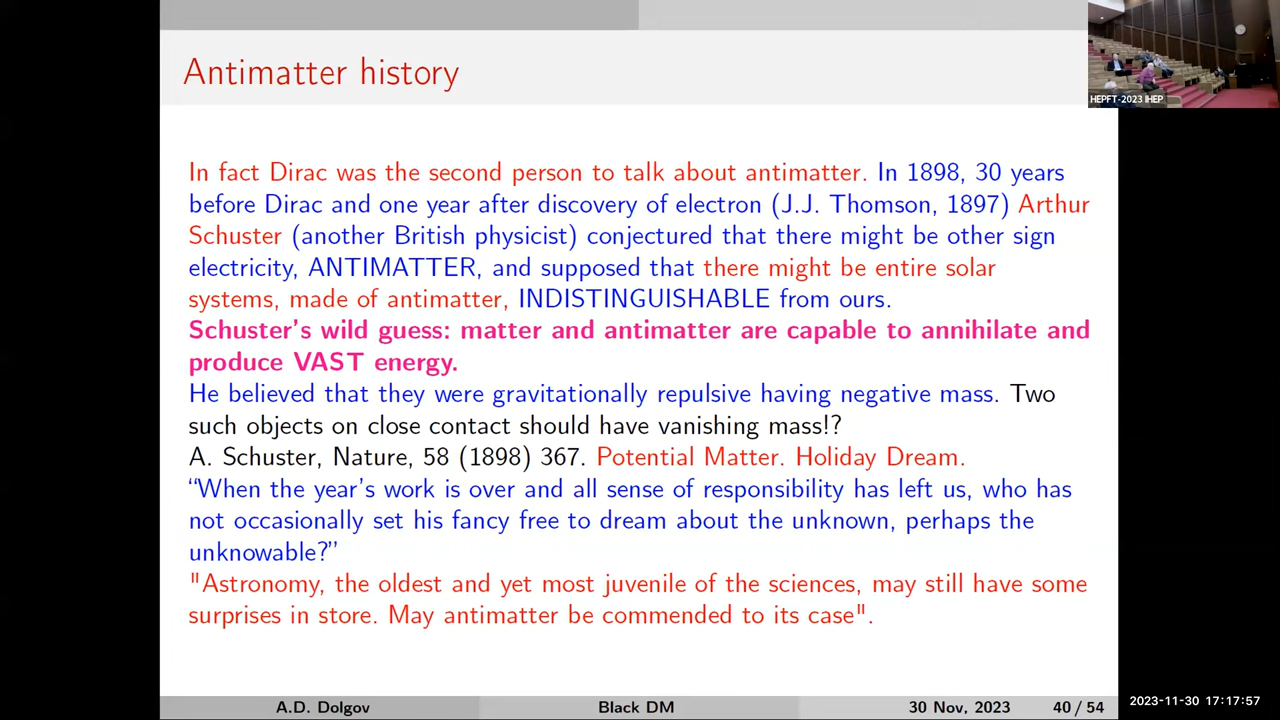 Antimatter history
HEPFT-2023 IHEP
In fact Dirac was the second person to talk about antimatter. In 1898, 30 years
before Dirac and one year after discovery of electron (J.J. Thomson, 1897) Arthur
Schuster (another British physicist) conjectured that there might be other sign
electricity, ANTIMATTER, and supposed that there might be entire solar
systems, made of antimatter, INDISTINGUISHABLE from ours.
Schuster's wild guess: matter and antimatter are capable to annihilate and
produce VAST energy.
He believed that they were gravitationally repulsive having negative mass. Two
such objects on close contact should have vanishing mass!?
A. Schuster, Nature, 58 (1898) 367. Potential Matter. Holiday Dream.
“When the year's work is over and all sense of responsibility has left us, who has
not occasionally set his fancy free to dream about the unknown, perhaps the
unknowable?”
"Astronomy, the oldest and yet most juvenile of the sciences, may still have some
surprises in store. May antimatter be commended to its case".
A.D. Dolgov Black DM 30 Nov, 2023 40 / 54
2023-11-30 17:17:57